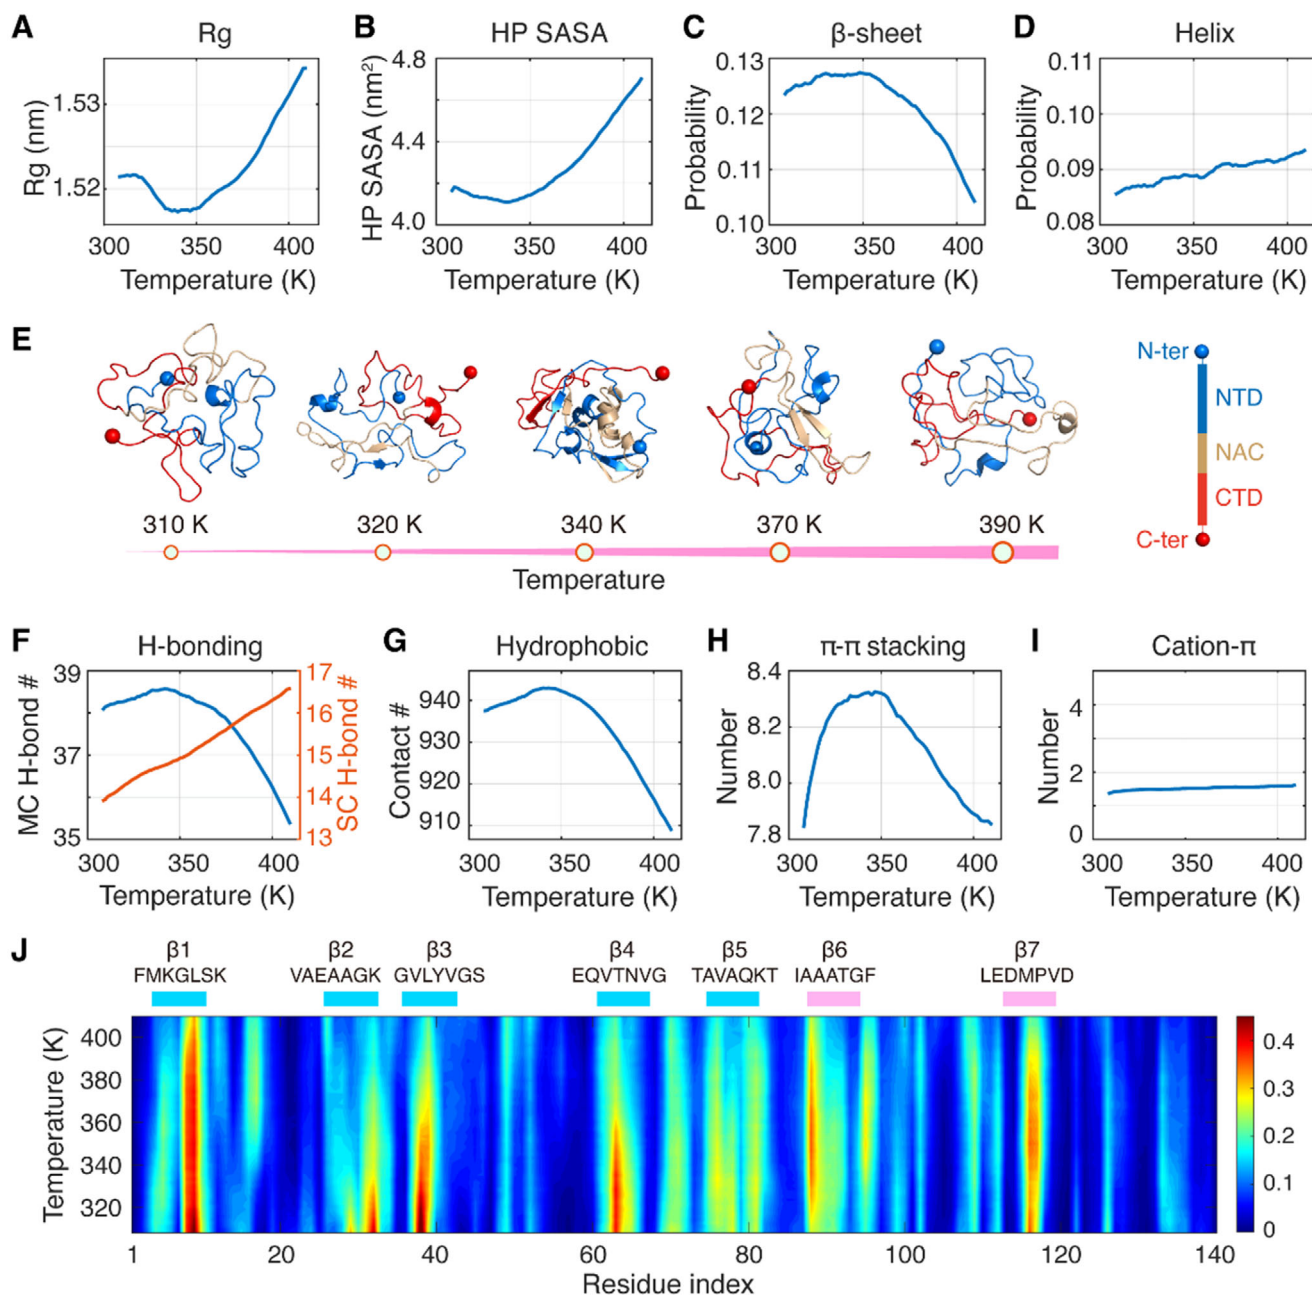 A Rg
Rg (nm)
1.53
1.52
300 350 400
Temperature (K)
B HP SASA
HP SASA (nm²)
4.8
4.4
4.0
300 350 400
Temperature (K)
C β-sheet
Probability
0.13
0.12
0.11
0.10
300 350 400
Temperature (K)
D Helix
Probability
0.11
0.10
0.09
0.08
300 350 400
Temperature (K)
E
310 K 320 K 340 K 370 K 390 K
Temperature
N-ter
NTD
NAC
CTD
C-ter
F H-bonding
MC H-bond #
39
37
35
17
16
15
14
13
SC H-bond #
300 350 400
Temperature (K)
G Hydrophobic
Contact #
940
930
920
910
300 350 400
Temperature (K)
H π-π stacking
Number
8.4
8.2
8.0
7.8
300 350 400
Temperature (K)
I Cation-π
Number
4
2
0
300 350 400
Temperature (K)
J
β1 β2 β3 β4 β5 β6 β7
FMKGLSK VAEAAGK GVLYVGS EQVTNVG TAVAQKT IAAATGF LEDMPVD
Temperature (K)
400
380
360
340
320
1 20 40 60 80 100 120 140
Residue index
0.4
0.3
0.2
0.1
0